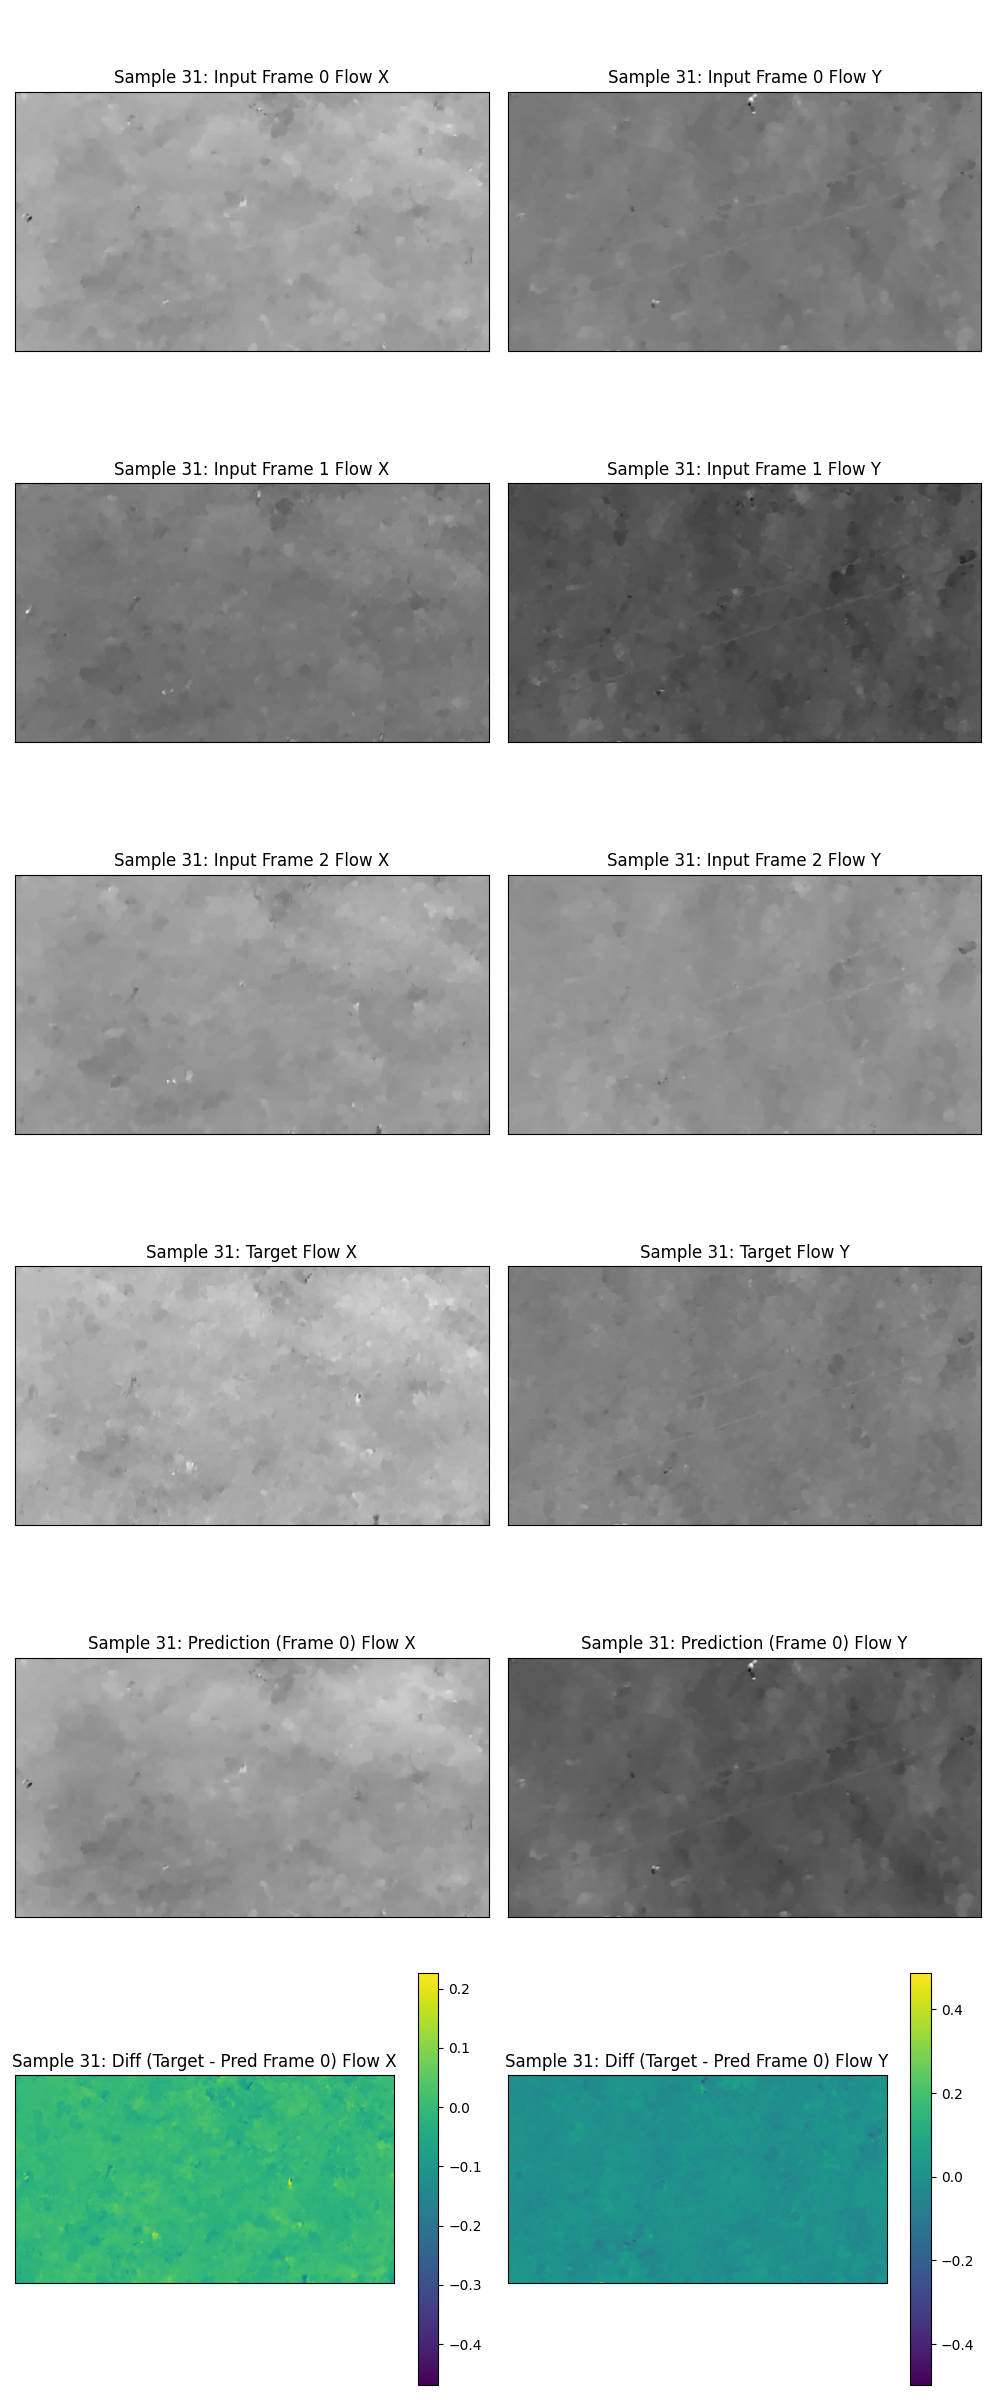 Sample 31: Input Frame 0 Flow X
Sample 31: Input Frame 0 Flow Y
Sample 31: Input Frame 1 Flow X
Sample 31: Input Frame 1 Flow Y
Sample 31: Input Frame 2 Flow X
Sample 31: Input Frame 2 Flow Y
Sample 31: Target Flow X
Sample 31: Target Flow Y
Sample 31: Prediction (Frame 0) Flow X
Sample 31: Prediction (Frame 0) Flow Y
Sample 31: Diff (Target - Pred Frame 0) Flow X
0.2
0.1
0.0
−0.1
−0.2
−0.3
−0.4
Sample 31: Diff (Target - Pred Frame 0) Flow Y
0.4
0.2
0.0
−0.2
−0.4